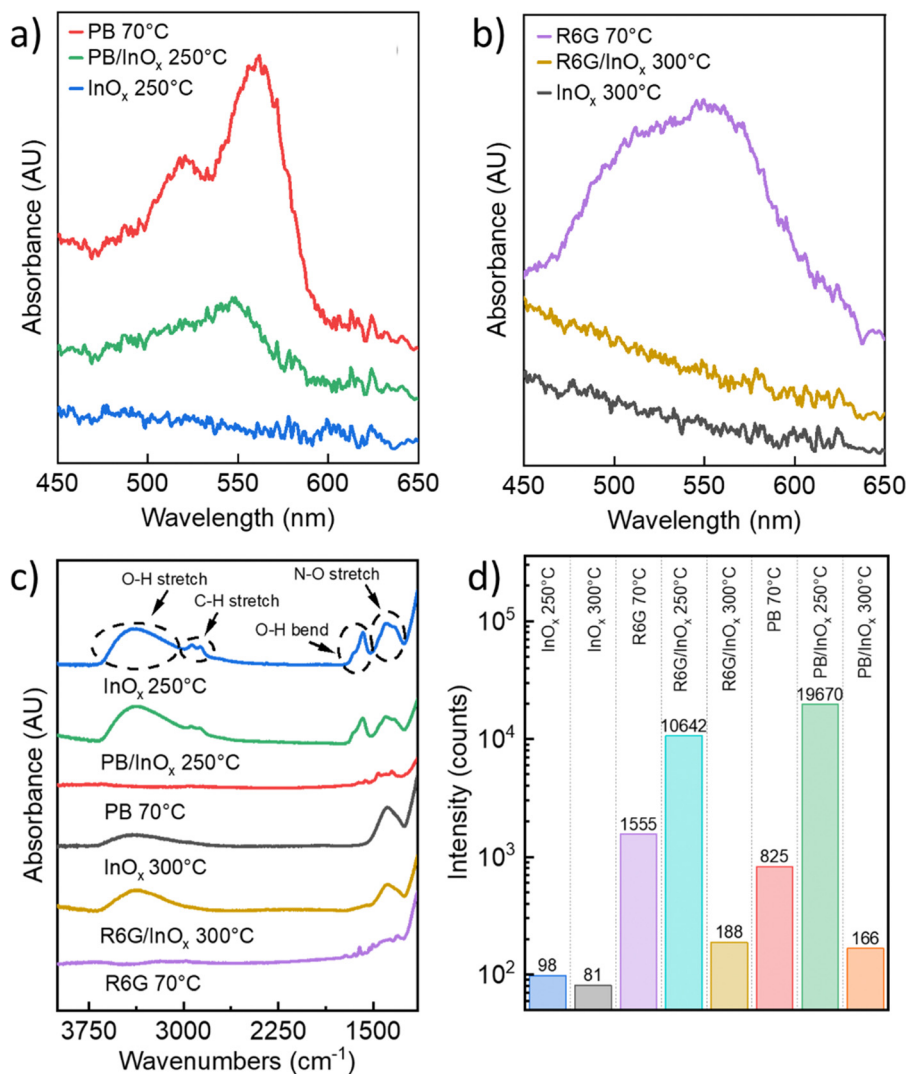 a)
PB 70°C
PB/InOₓ 250°C
InOₓ 250°C
Absorbance (AU)
450 500 550 600 650
Wavelength (nm)
b)
R6G 70°C
R6G/InOₓ 300°C
InOₓ 300°C
Absorbance (AU)
450 500 550 600 650
Wavelength (nm)
c)
O-H stretch
C-H stretch
N-O stretch
O-H bend
InOₓ 250°C
PB/InOₓ 250°C
PB 70°C
InOₓ 300°C
R6G/InOₓ 300°C
R6G 70°C
Absorbance (AU)
3750 3000 2250 1500
Wavenumbers (cm⁻¹)
d)
InOₓ 250°C
InOₓ 300°C
R6G 70°C
R6G/InOₓ 250°C
R6G/InOₓ 300°C
PB 70°C
PB/InOₓ 250°C
PB/InOₓ 300°C
Intensity (counts)
10⁵
10⁴
10³
10²
98
81
1555
10642
188
825
19670
166